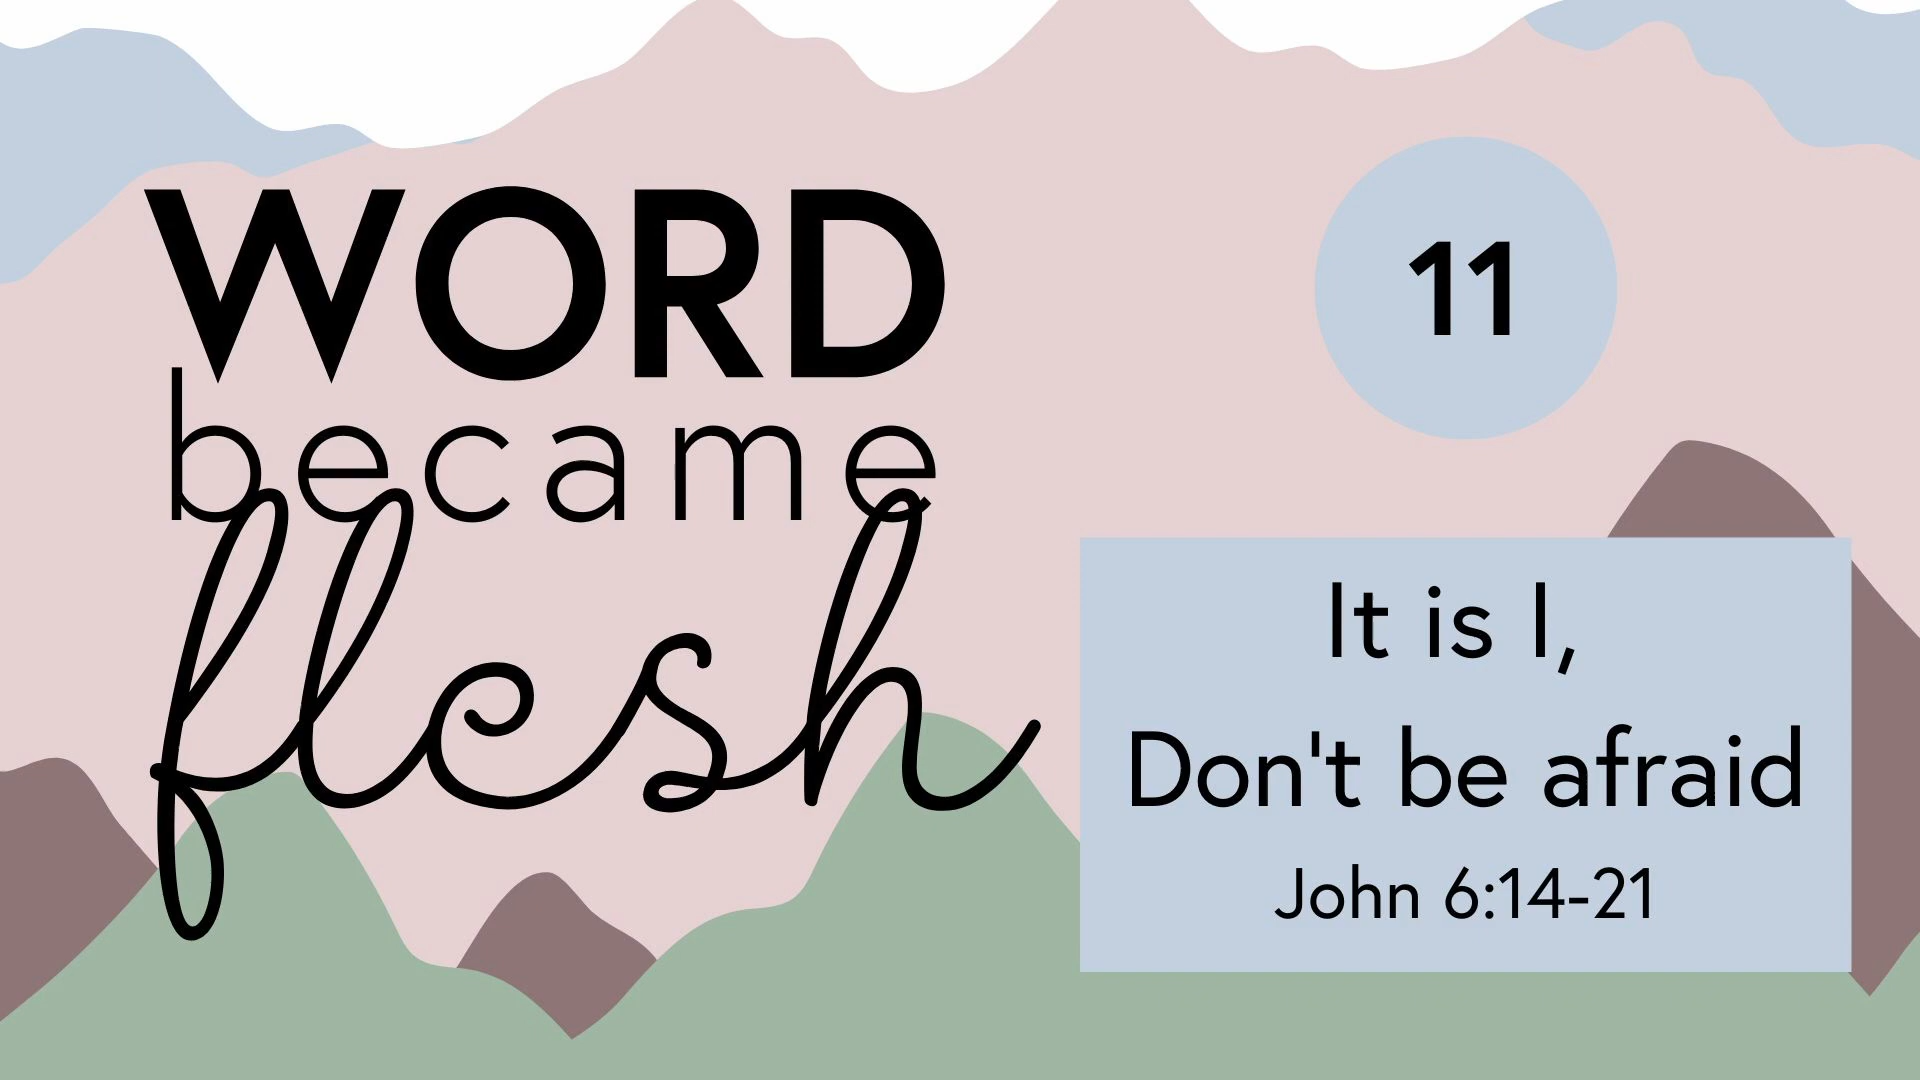 WORD
became
flesh
11
It is I,
Don't be afraid
John 6:14-21